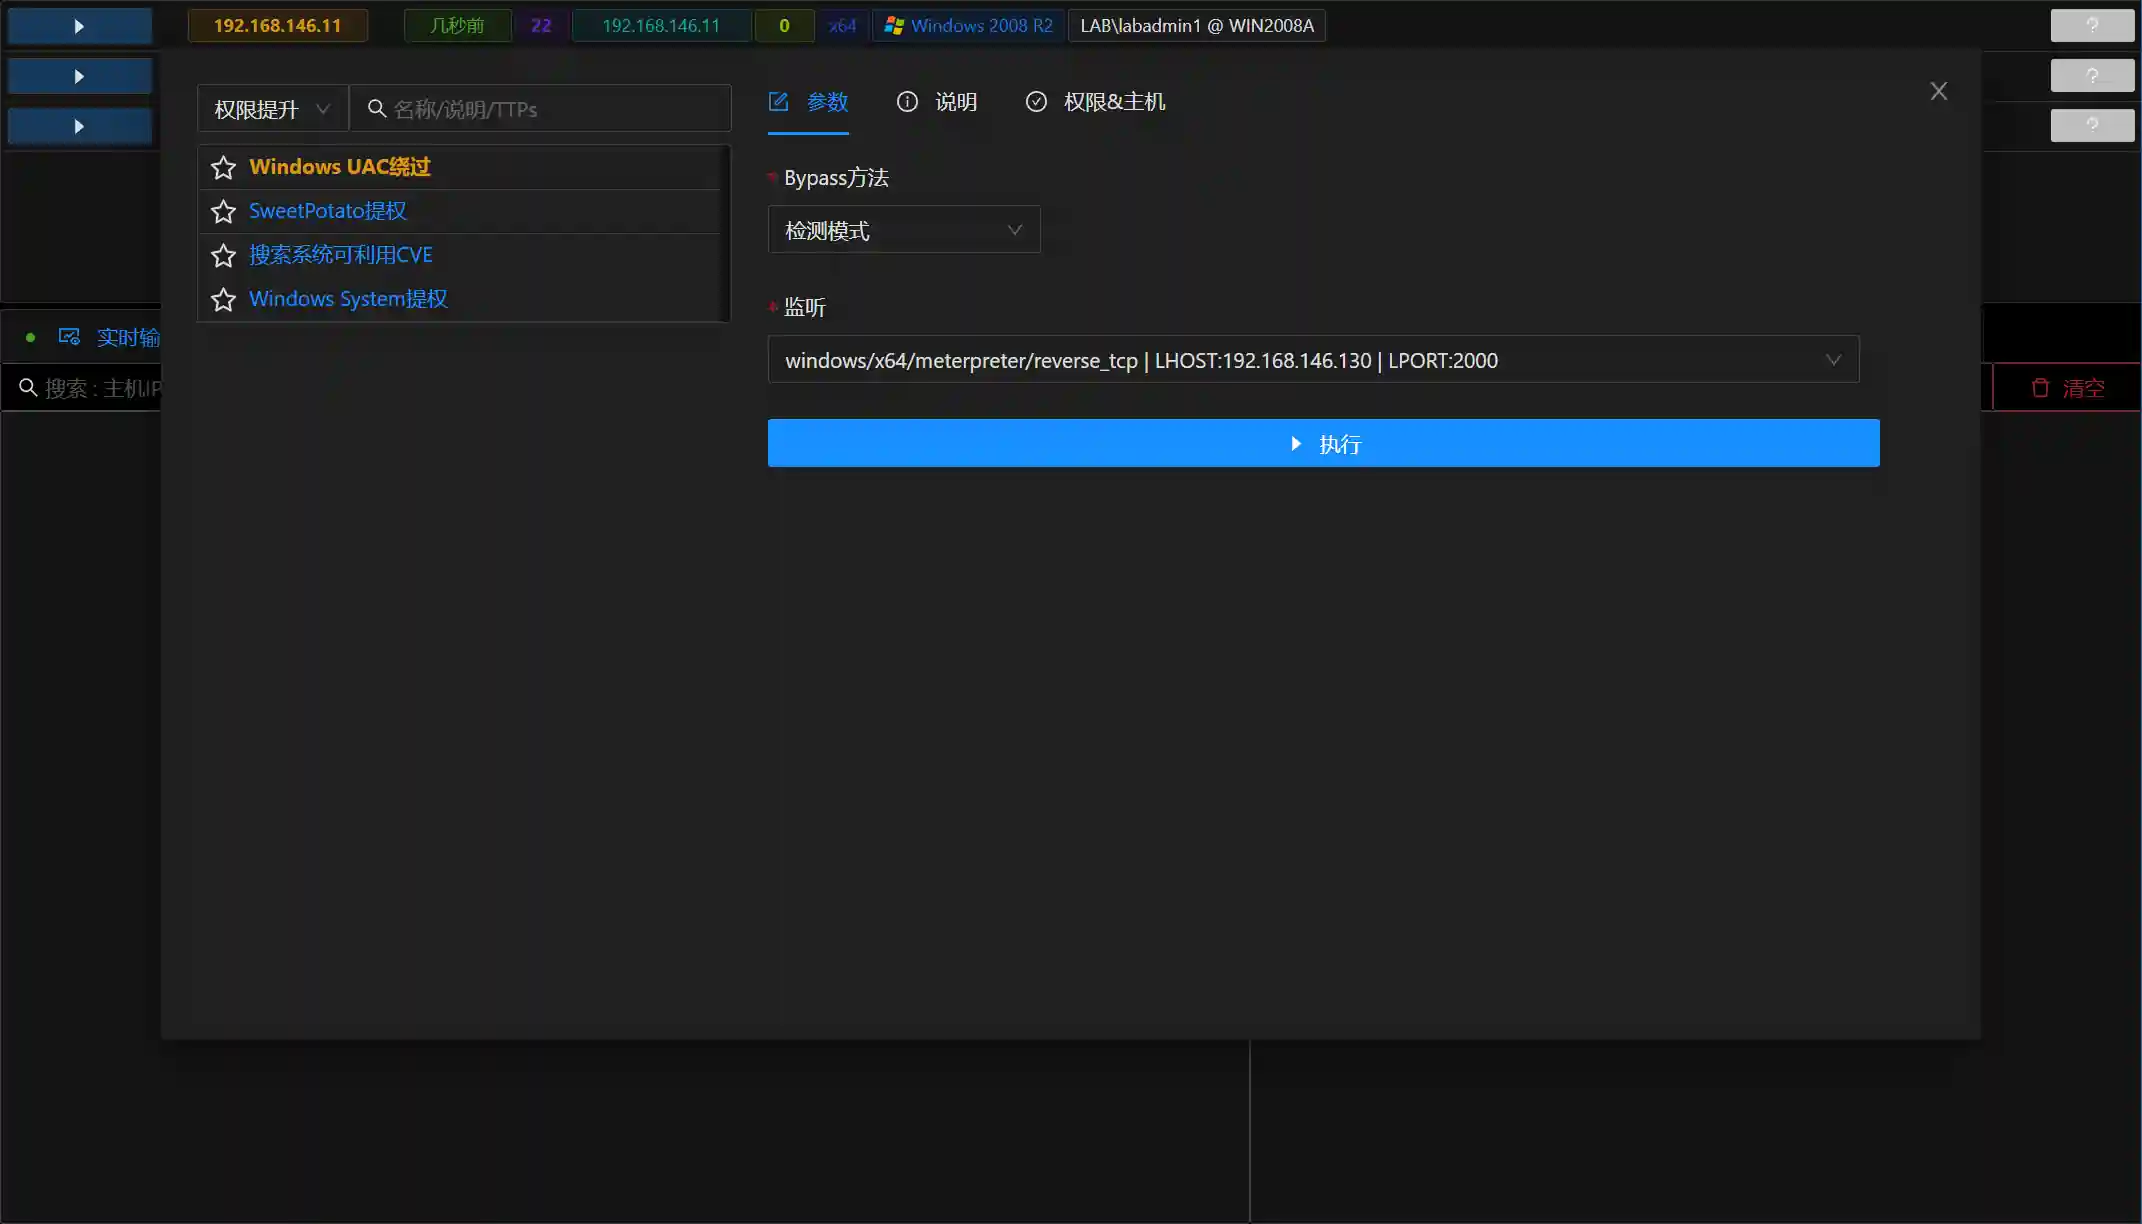 192.168.146.11 几秒前 22 192.168.146.11 0 x64 Windows 2008 R2 LAB\labadmin1 @ WIN2008A ?
?
?
权限提升 名称/说明/TTPs
Windows UAC绕过
SweetPotato提权
搜索系统可利用CVE
Windows System提权
参数 说明 权限&主机 X
* Bypass方法
检测模式
* 监听
windows/x64/meterpreter/reverse_tcp | LHOST:192.168.146.130 | LPORT:2000
执行
实时输
搜索 : 主机IP
清空